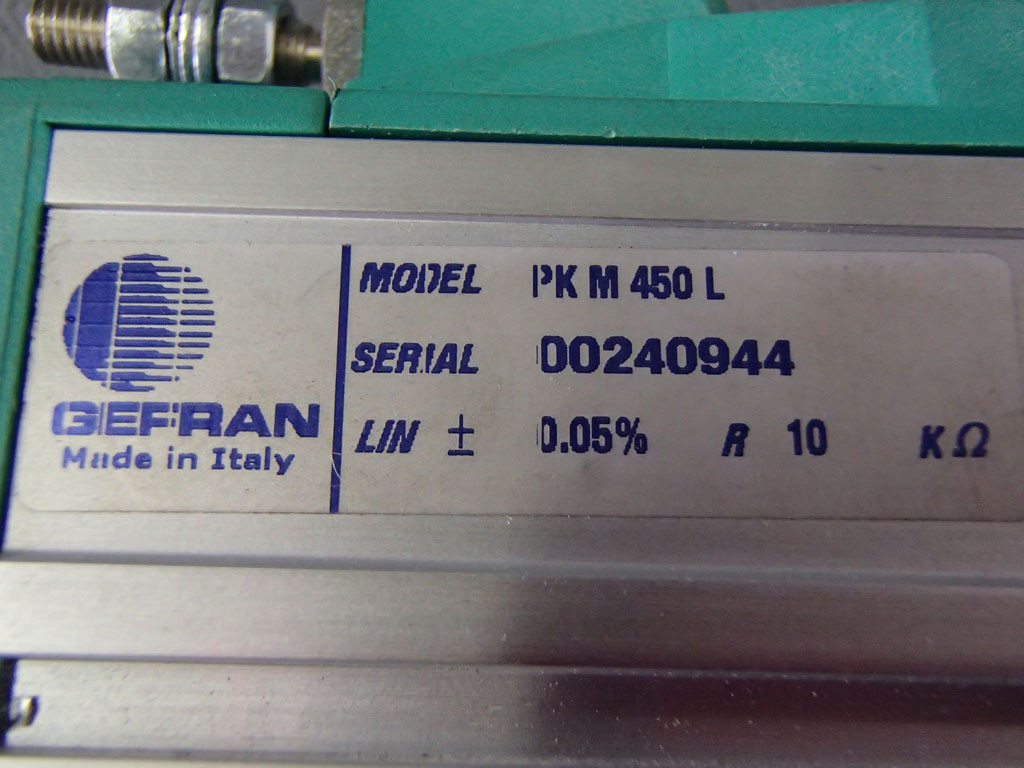 GEFRAN
Made in Italy
MODEL PK M 450 L
SERIAL 00240944
LIN ± 0.05% R 10 KΩ